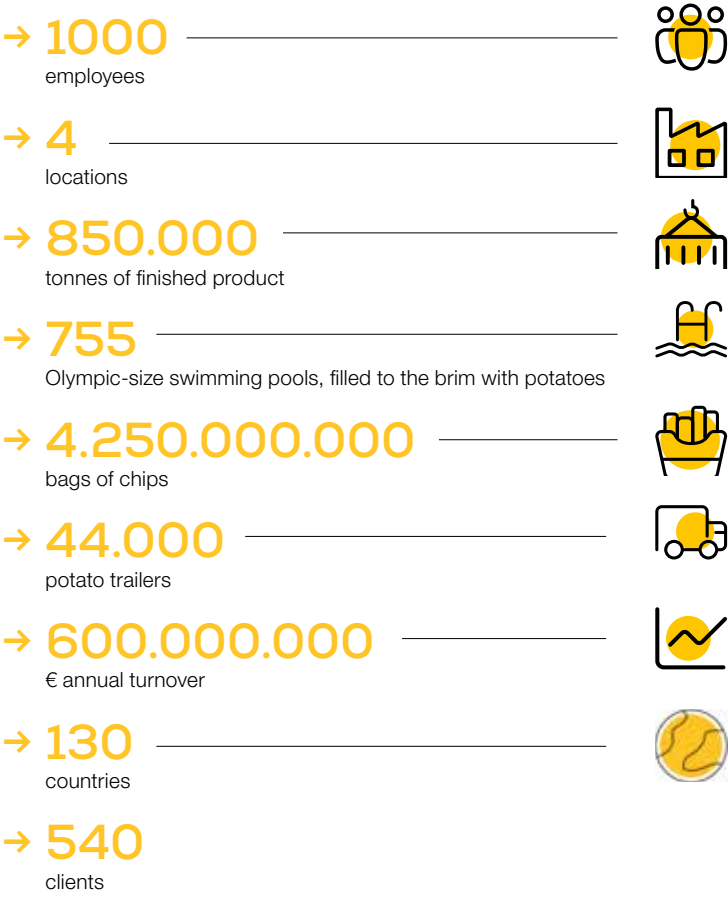 → 1000
employees
→ 4
locations
→ 850.000
tonnes of finished product
→ 755
Olympic-size swimming pools, filled to the brim with potatoes
→ 4.250.000.000
bags of chips
→ 44.000
potato trailers
→ 600.000.000
€ annual turnover
→ 130
countries
→ 540
clients